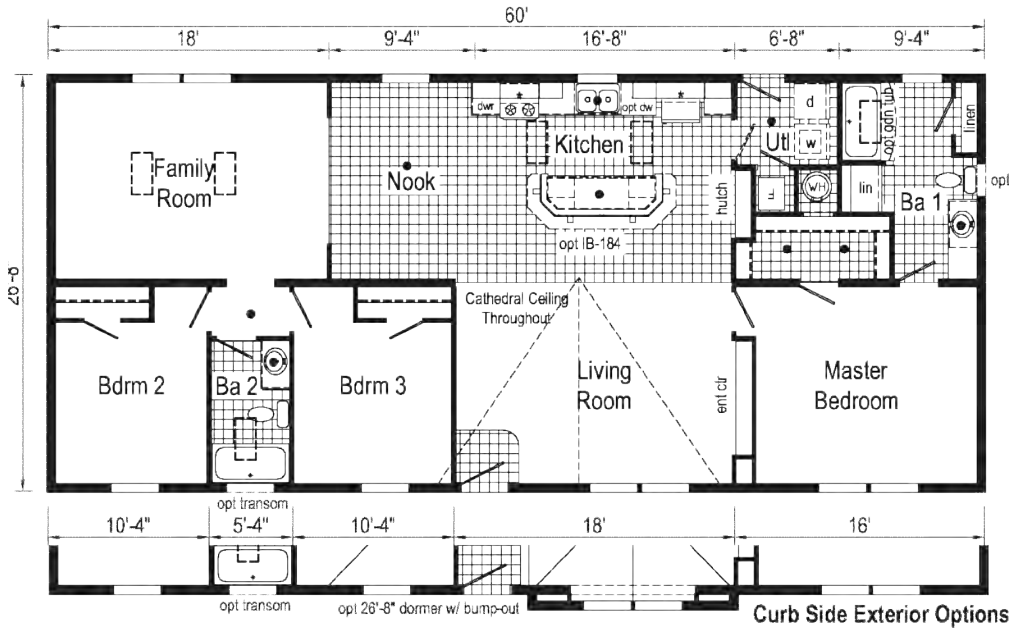 60'
18'
9'-4"
16'-8"
6'-8"
9'-4"
26'-9"
Family
Room
Nook
dwr
opt dw
Kitchen
opt IB-184
hutch
Utl
d
w
F
WH
opt gdn tub
linen
lin
Ba 1
opt
Cathedral Ceiling
Throughout
Bdrm 2
Ba 2
Bdrm 3
Living
Room
ent ctr
Master
Bedroom
opt transom
10'-4"
5'-4"
10'-4"
18'
16'
opt transom
opt 26'-8" dormer w/ bump-out
Curb Side Exterior Options